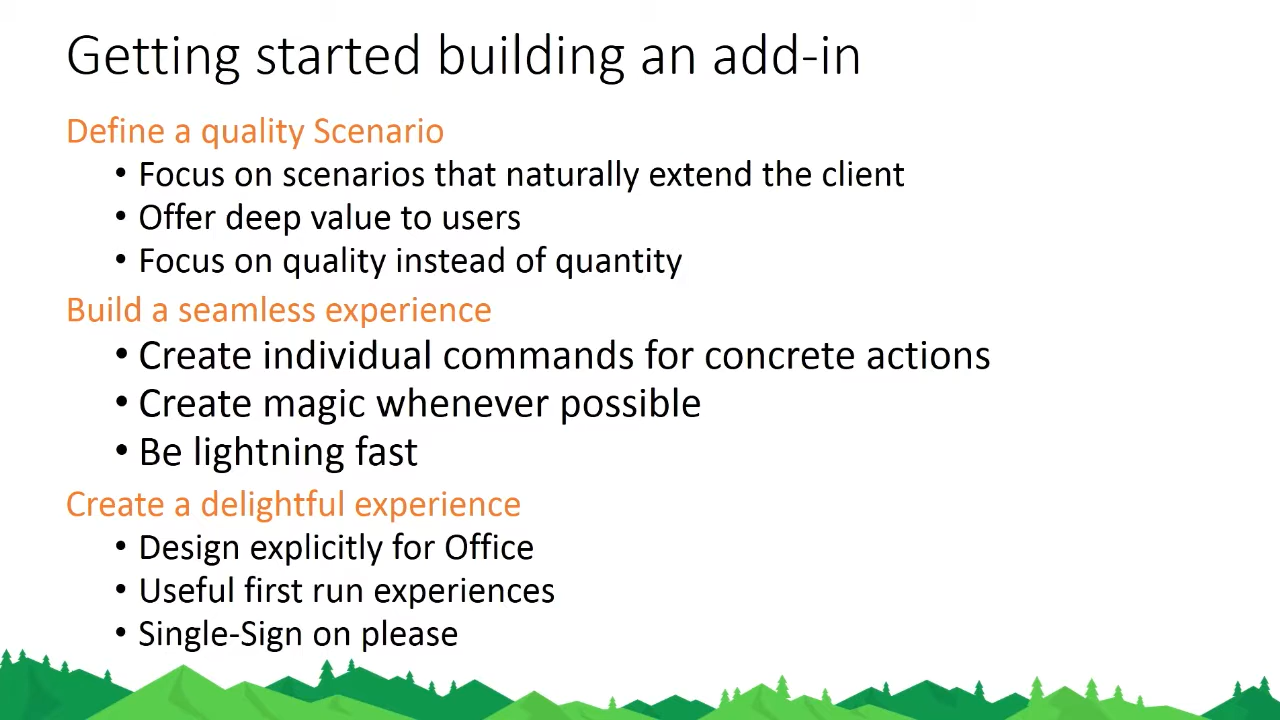 Getting started building an add-in
Define a quality Scenario
• Focus on scenarios that naturally extend the client
• Offer deep value to users
• Focus on quality instead of quantity
Build a seamless experience
• Create individual commands for concrete actions
• Create magic whenever possible
• Be lightning fast
Create a delightful experience
• Design explicitly for Office
• Useful first run experiences
• Single-Sign on please